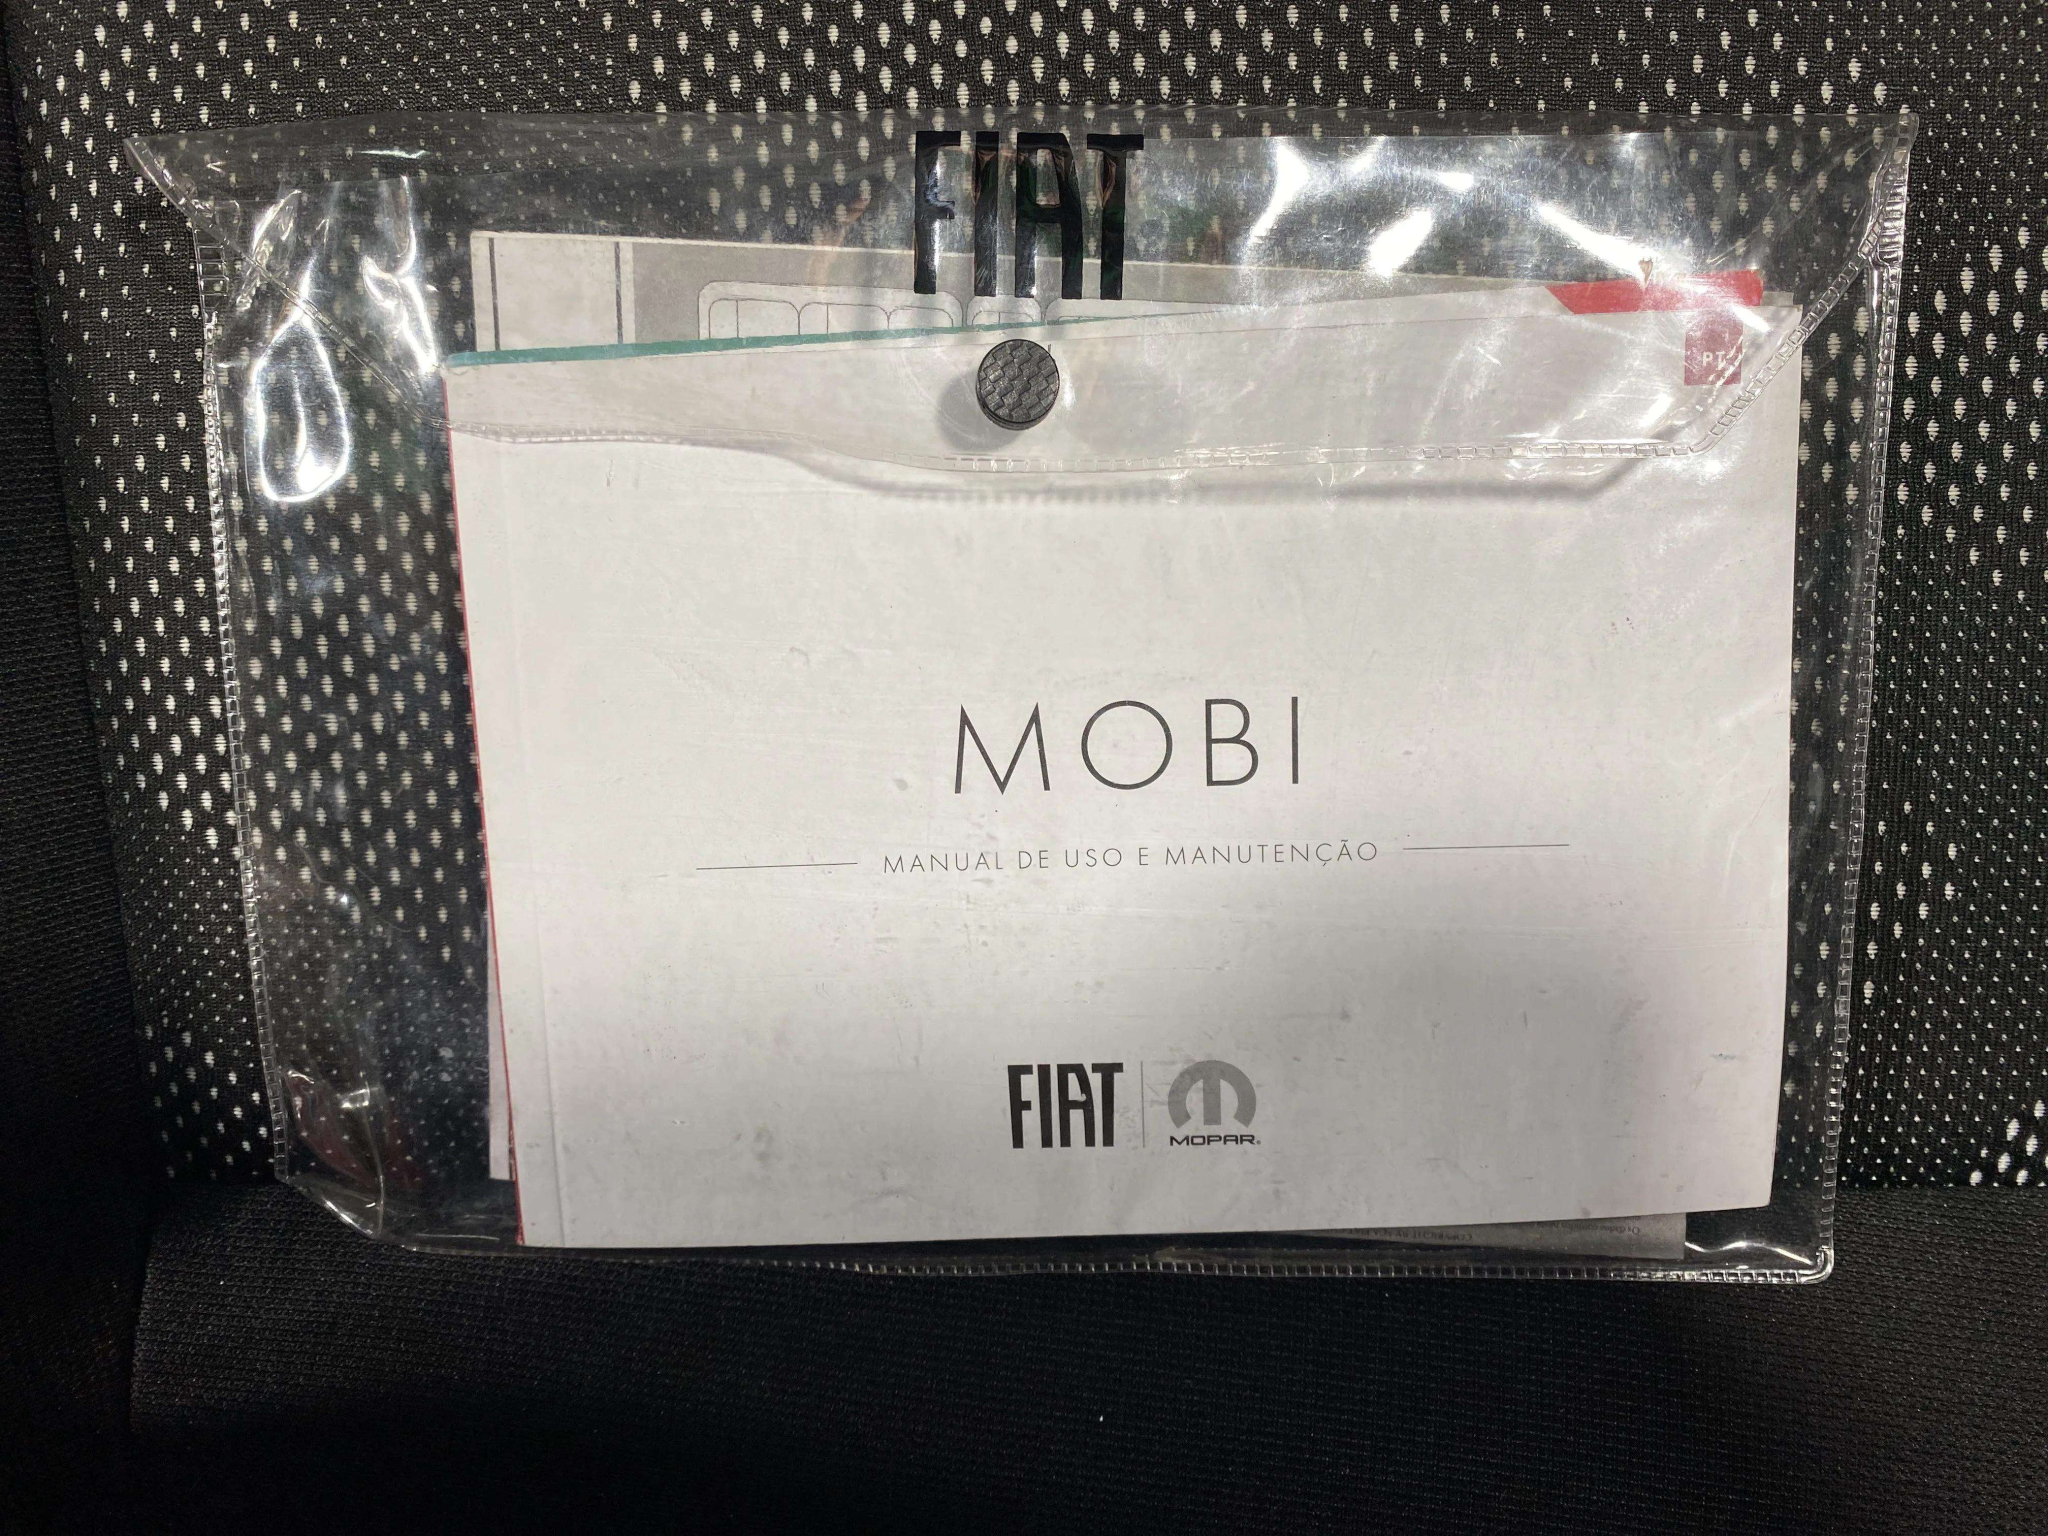 FIAT
PT
MOBI
MANUAL DE USO E MANUTENÇÃO
FIAT
MOPAR®